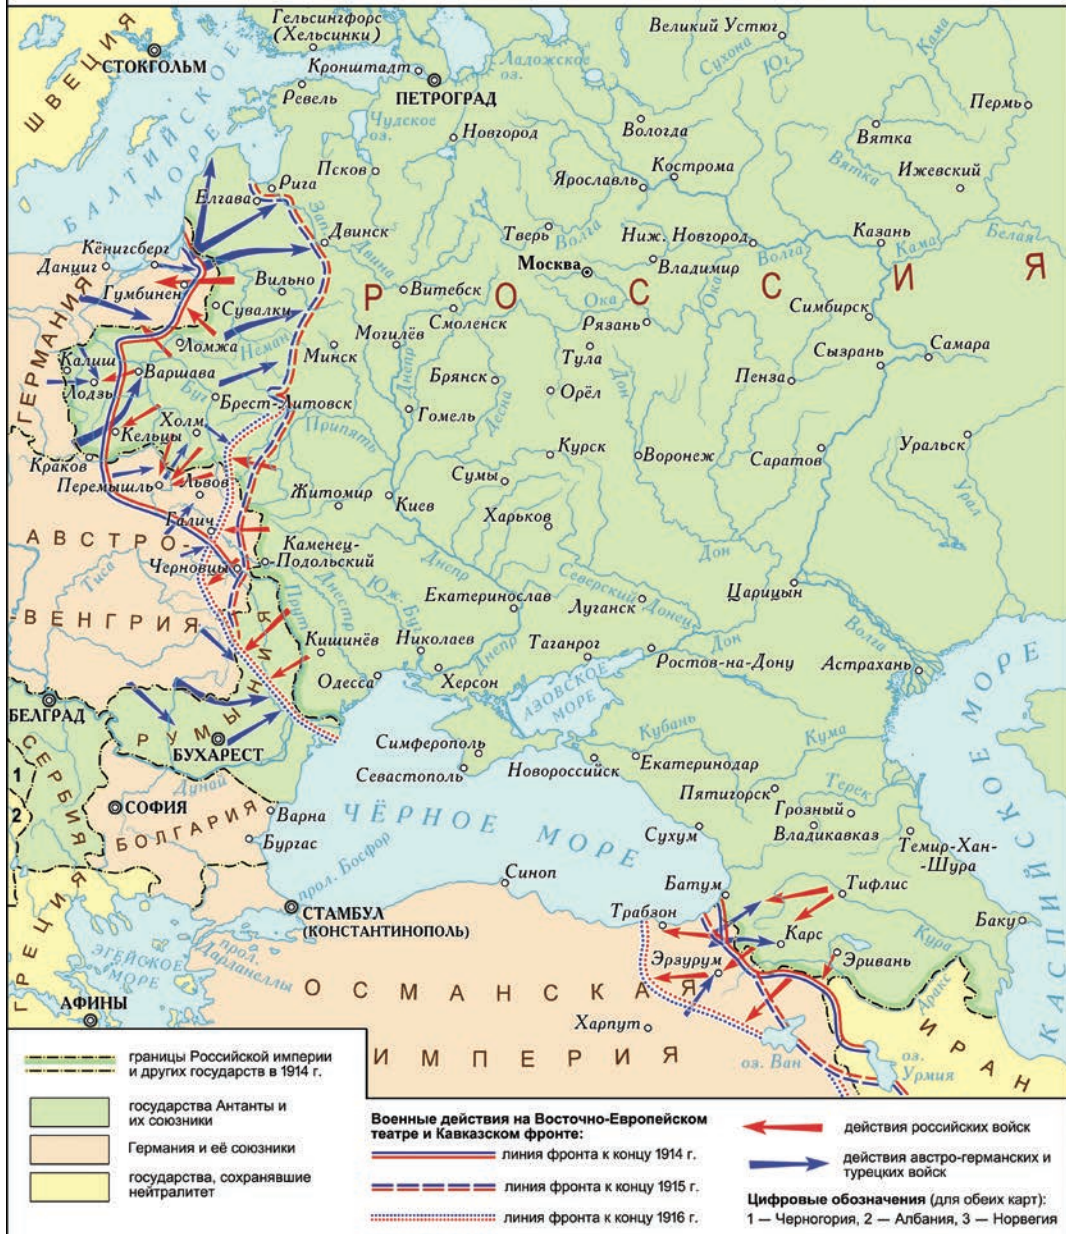 Гельсингфорс
(Хельсинки)
Великий Устюг
ШВЕЦИЯ
СТОКГОЛЬМ
Кронштадт
Ладожское
оз.
Сухона
Юг
Кама
Ревель
ПЕТРОГРАД
Пермь
БАЛТИЙСКОЕ
МОРЕ
Чудское
оз.
Новгород
Вологда
Вятка
Псков
Кострома
Вятка
Ижевский
Рига
Ярославль
Елгава
Зап. Двина
Двинск
Тверь
Волга
Ниж. Новгород
Волга
Казань
Кама
Белая
Кёнигсберг
Данциг
Москва
Владимир
Гумбинен
Вильно
Витебск
РОССИЯ
Ока
Ока
Симбирск
ГЕРМАНИЯ
Сувалки
Смоленск
Рязань
Ломжа
Неман
Минск
Могилёв
Тула
Сызрань
Самара
Калиш
Варшава
Днепр
Брянск
Дон
Пенза
Лодзь
Буг
Брест-Литовск
Десна
Орёл
Холм
Гомель
Кельцы
Припять
Курск
Уральск
Краков
Воронеж
Саратов
Перемышль
Львов
Сумы
Житомир
Киев
Урал
Галич
Харьков
АВСТРО-
Каменец-
-Подольский
Дон
Черновцы
Тиса
Днепр
Северский Донец
Царицын
Екатеринослав
Луганск
-ВЕНГРИЯ
Прут
Днестр
Юж. Буг
Волга
Кишинёв
Николаев
Днепр
Таганрог
Дон
Ростов-на-Дону
Астрахань
Одесса
Херсон
АЗОВСКОЕ
МОРЕ
БЕЛГРАД
РУМЫНИЯ
Кубань
Кума
КАСПИЙСКОЕ МОРЕ
БУХАРЕСТ
Симферополь
Екатеринодар
СЕРБИЯ
Севастополь
Новороссийск
1
Дунай
Пятигорск
Терек
Грозный
2
СОФИЯ
Варна
ЧЁРНОЕ МОРЕ
Сухум
Владикавказ
БОЛГАРИЯ
Темир-Хан-
-Шура
Бургас
прол. Босфор
Синоп
Батум
Тифлис
ГРЕЦИЯ
СТАМБУЛ
(КОНСТАНТИНОПОЛЬ)
Трабзон
Карс
Баку
Кура
ЭГЕЙСКОЕ
МОРЕ
прол.
Дарданеллы
Эрзурум
Эривань
ОСМАНСКАЯ
Аракс
АФИНЫ
Харпут
ИРАН
ИМПЕРИЯ
оз. Ван
оз.
Урмия
границы Российской империи
и других государств в 1914 г.
государства Антанты и
их союзники
Германия и её союзники
государства, сохранявшие
нейтралитет
Военные действия на Восточно-Европейском
театре и Кавказском фронте:
линия фронта к концу 1914 г.
линия фронта к концу 1915 г.
линия фронта к концу 1916 г.
действия российских войск
действия австро-германских и
турецких войск
Цифровые обозначения (для обеих карт):
1 — Черногория, 2 — Албания, 3 — Норвегия